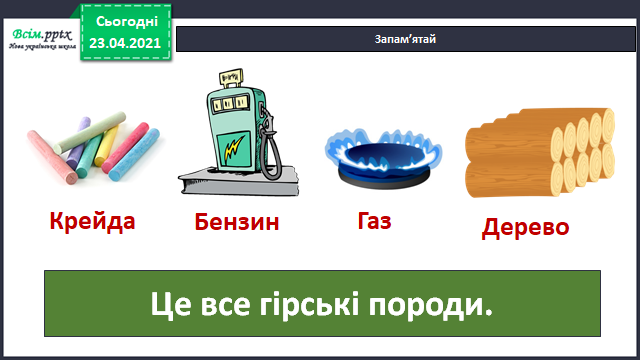 Всім.pptx
Нова українська школа
Сьогодні
23.04.2021
Запам’ятай
Крейда
Бензин
Газ
Дерево
Це все гірські породи.